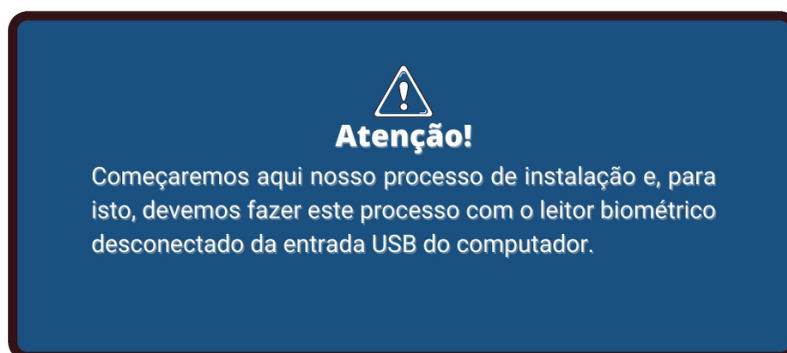 Atenção!
Começaremos aqui nosso processo de instalação e, para
isto, devemos fazer este processo com o leitor biométrico
desconectado da entrada USB do computador.